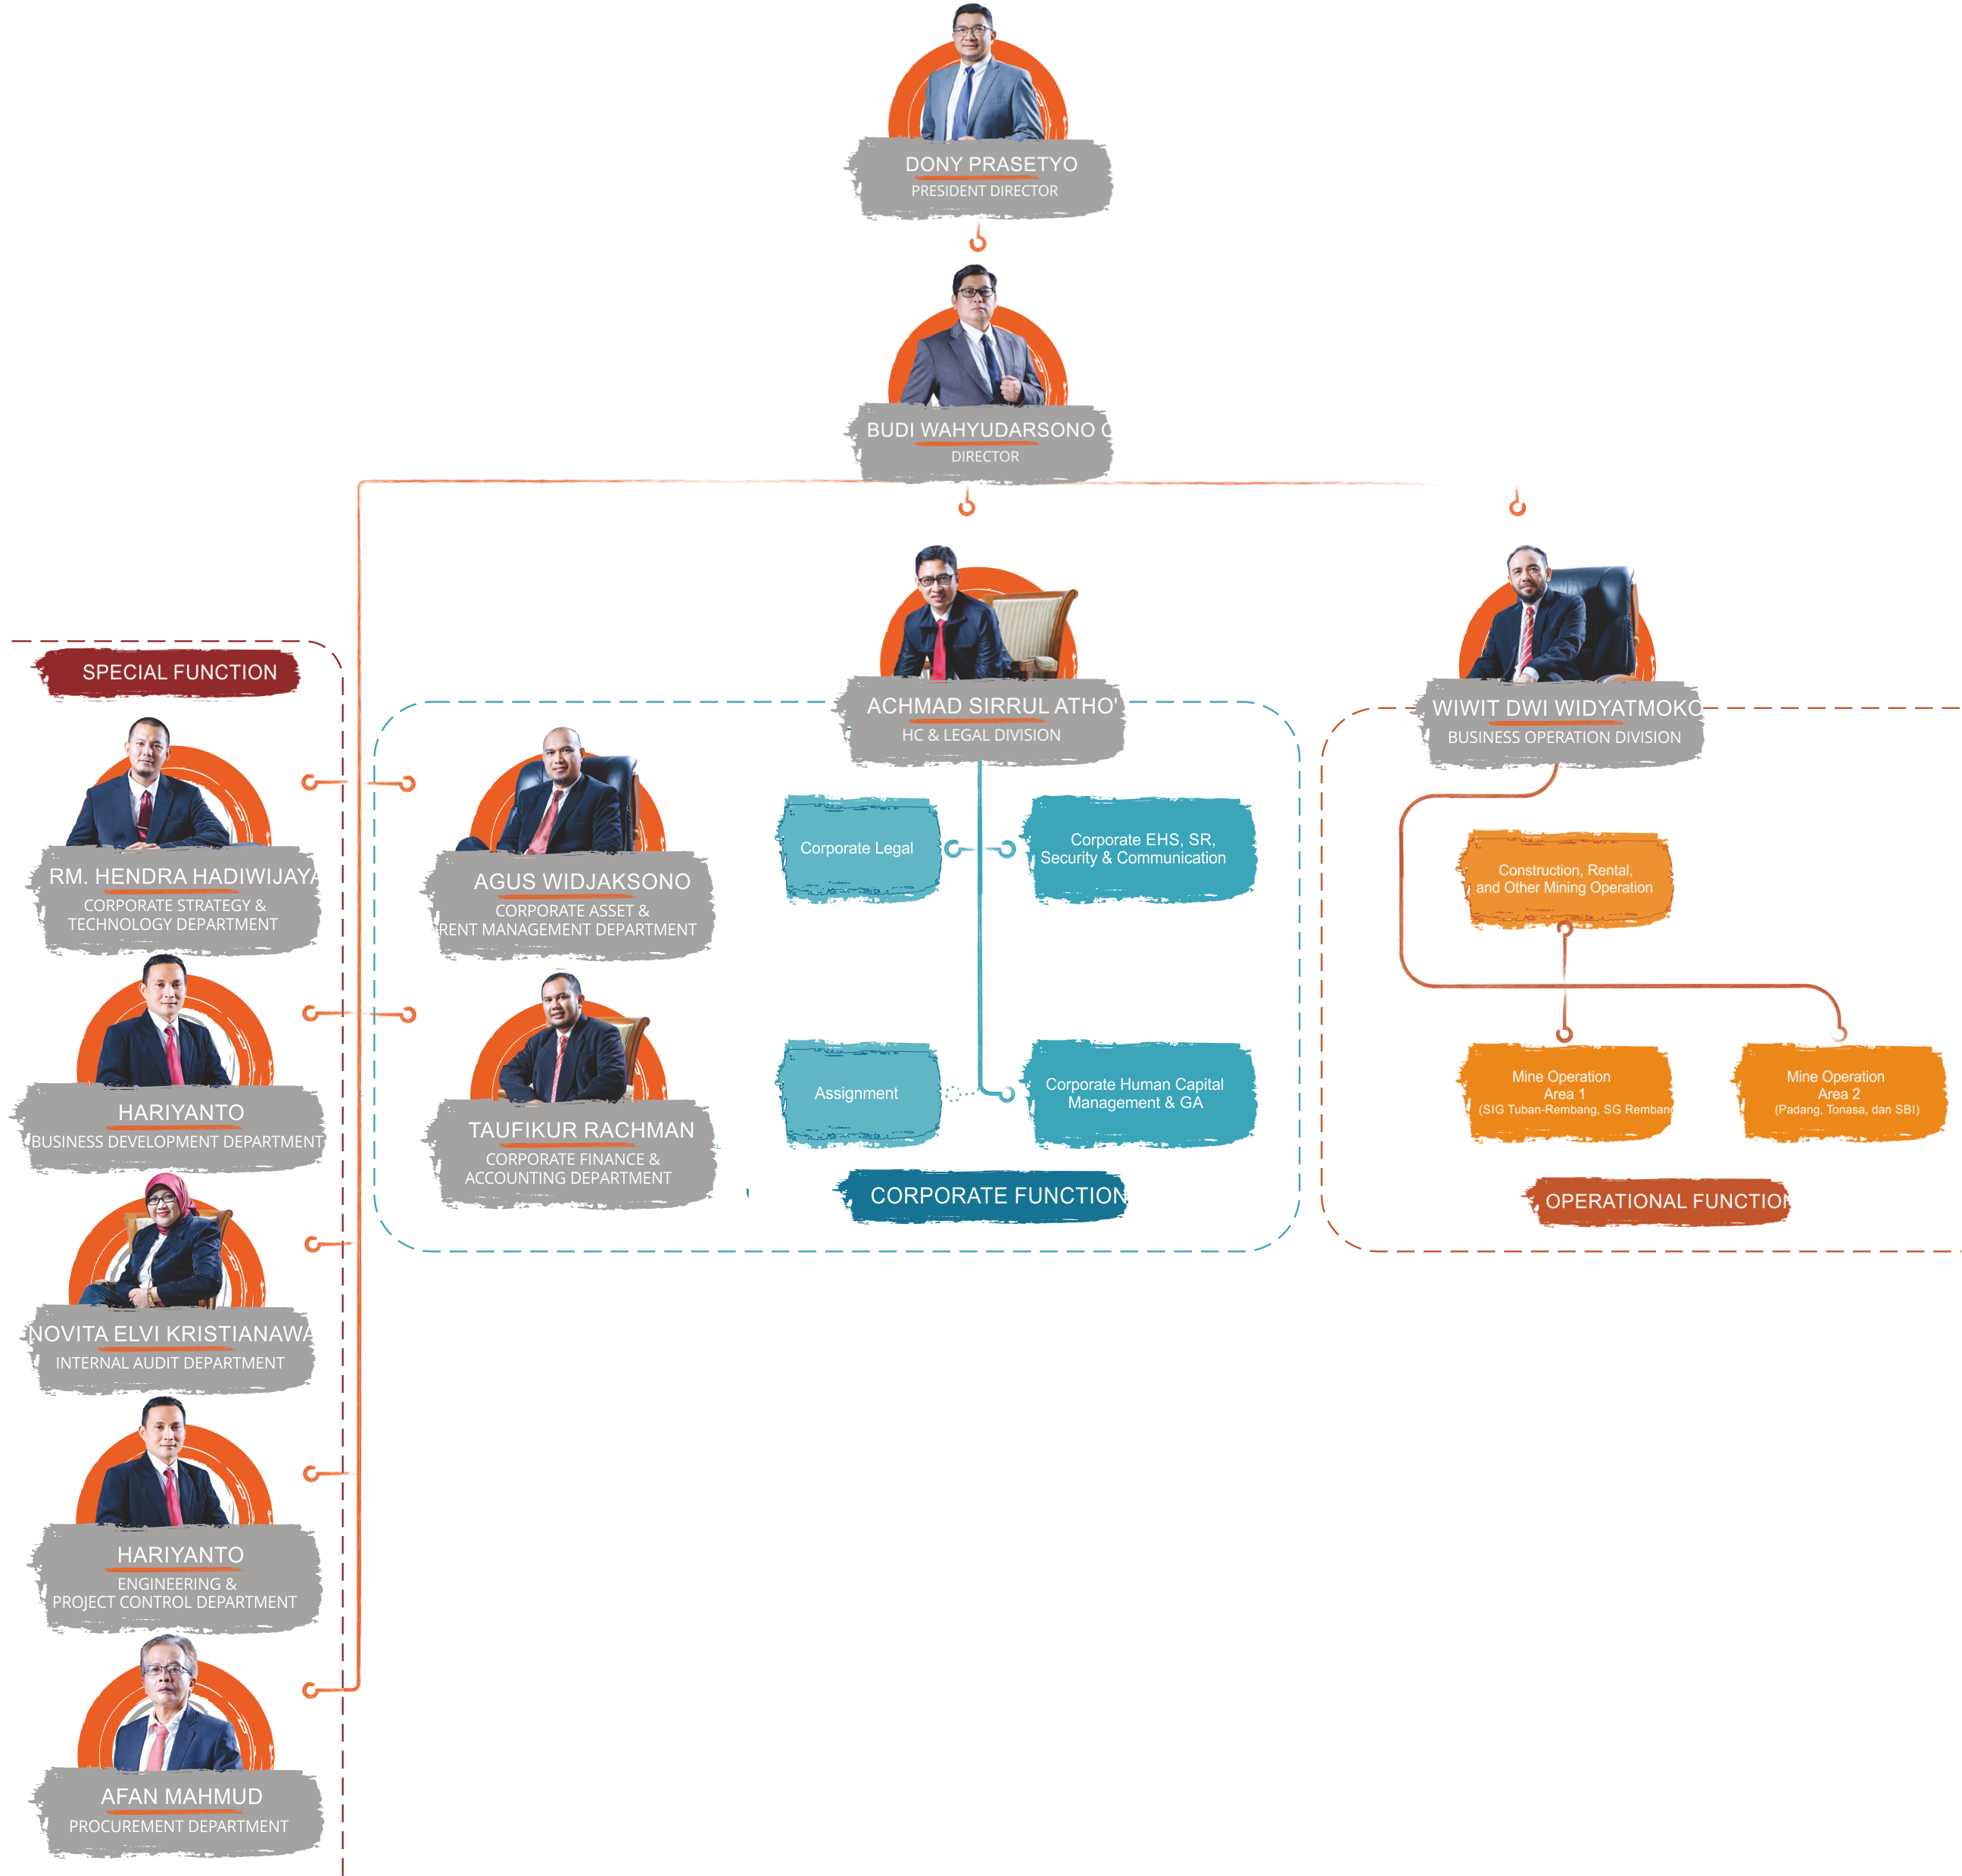 DONY PRASETYO
PRESIDENT DIRECTOR
BUDI WAHYUDARSONO
DIRECTOR
SPECIAL FUNCTION
RM. HENDRA HADIWIJAYA
CORPORATE STRATEGY &
TECHNOLOGY DEPARTMENT
HARIYANTO
BUSINESS DEVELOPMENT DEPARTMENT
NOVITA ELVI KRISTIANAWA
INTERNAL AUDIT DEPARTMENT
HARIYANTO
ENGINEERING &
PROJECT CONTROL DEPARTMENT
AFAN MAHMUD
PROCUREMENT DEPARTMENT
AGUS WIDJAKSONO
CORPORATE ASSET &
RENT MANAGEMENT DEPARTMENT
TAUFIKUR RACHMAN
CORPORATE FINANCE &
ACCOUNTING DEPARTMENT
ACHMAD SIRRUL ATHO'
HC & LEGAL DIVISION
Corporate Legal
Corporate EHS, SR,
Security & Communication
Assignment
Corporate Human Capital
Management & GA
CORPORATE FUNCTION
WIWIT DWI WIDYATMOKO
BUSINESS OPERATION DIVISION
Construction, Rental,
and Other Mining Operation
Mine Operation
Area 1
(SIG Tuban-Rembang, SG Rembang
Mine Operation
Area 2
(Padang, Tonasa, dan SBI)
OPERATIONAL FUNCTION